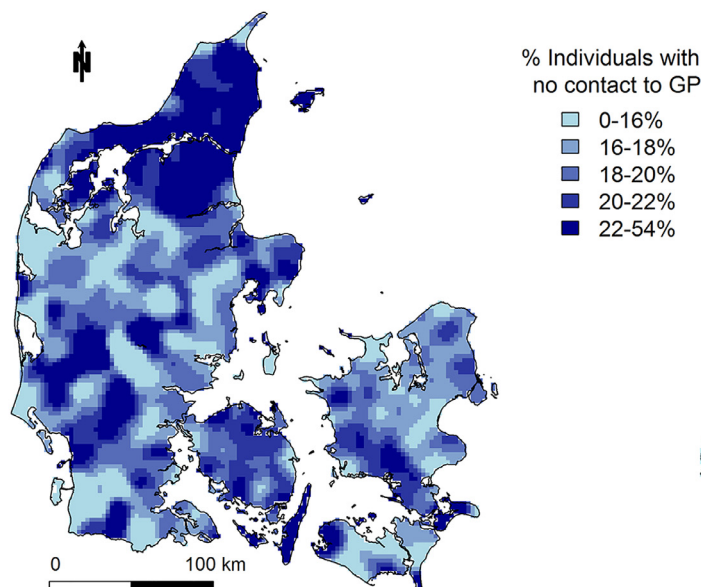 N
% Individuals with
no contact to GP
0-16%
16-18%
18-20%
20-22%
22-54%
0 100 km